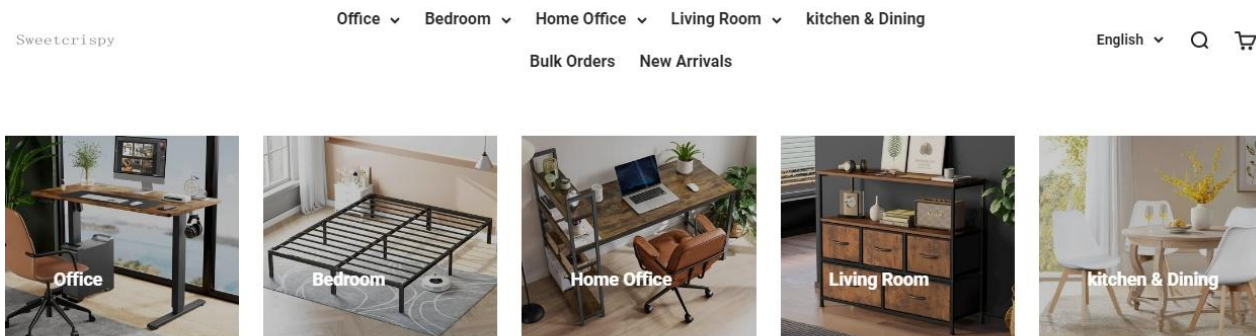 Office Bedroom Home Office Living Room kitchen & Dining
Sweetcrispy
English
Bulk Orders New Arrivals
Office Bedroom Home Office Living Room kitchen & Dining